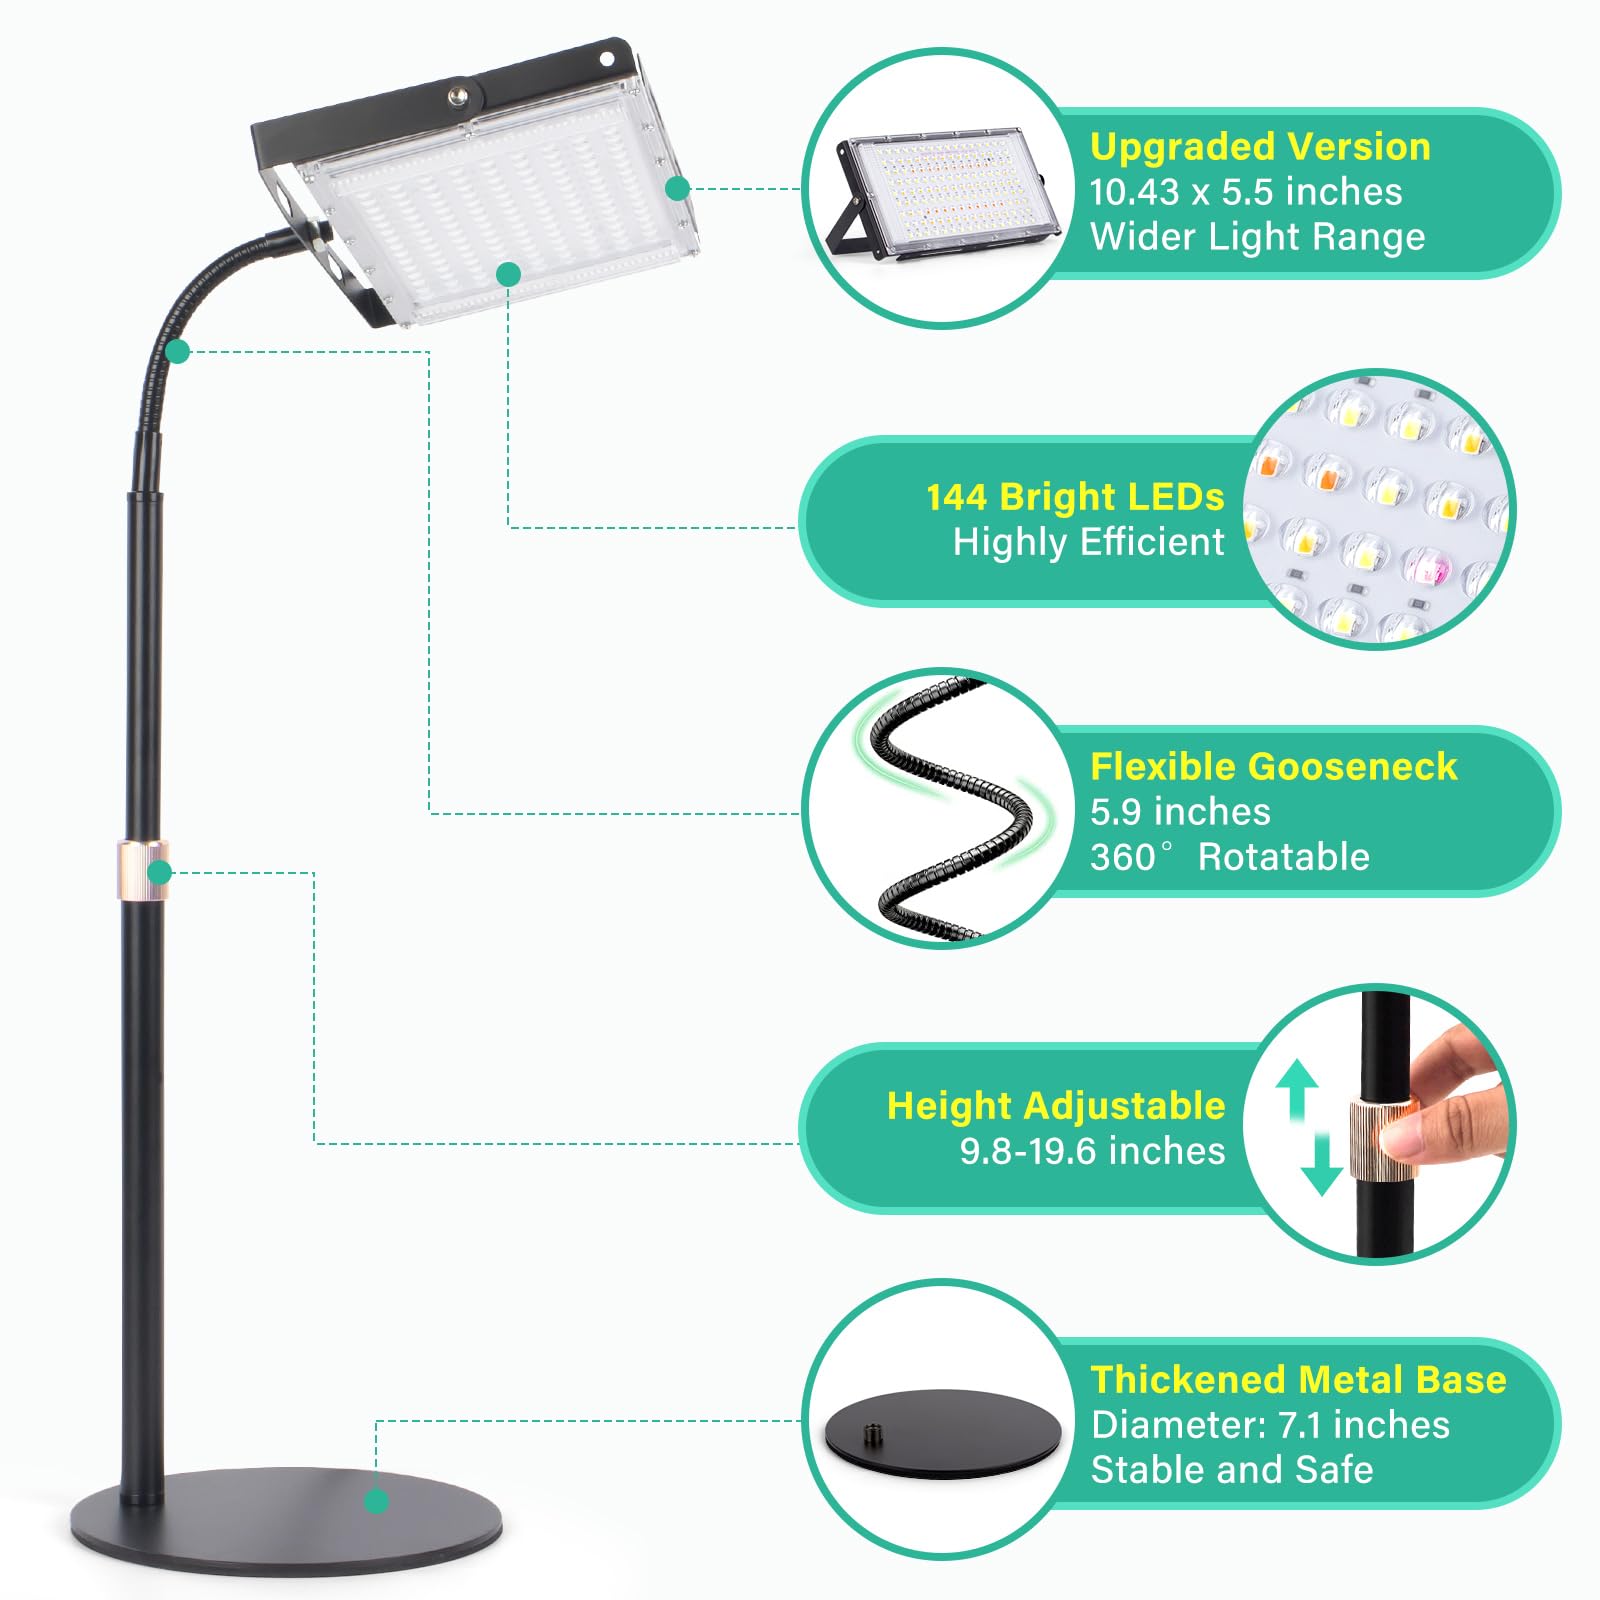 Upgraded Version
10.43 x 5.5 inches
Wider Light Range
144 Bright LEDs
Highly Efficient
Flexible Gooseneck
5.9 inches
360° Rotatable
Height Adjustable
9.8-19.6 inches
Thickened Metal Base
Diameter: 7.1 inches
Stable and Safe